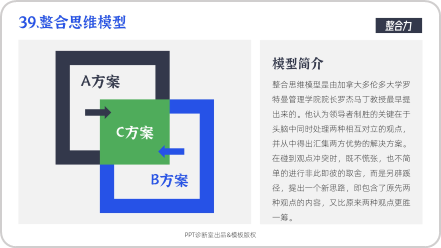 39.整合思维模型
整合力
A方案
C方案
B方案
模型简介
整合思维模型是由加拿大多伦多大学罗
特曼管理学院院长罗杰马丁教授最早提
出来的。他认为领导者制胜的关键在于
头脑中同时处理两种相互对立的观点，
并从中得出汇集两方优势的解决方案。
在碰到观点冲突时，既不慌张，也不简
单的进行非此即彼的取舍，而是另辟蹊
径，提出一个新思路，即包含了原先两
种观点的内容，又比原来两种观点更胜
一筹。
PPT@新室出品&模板版权